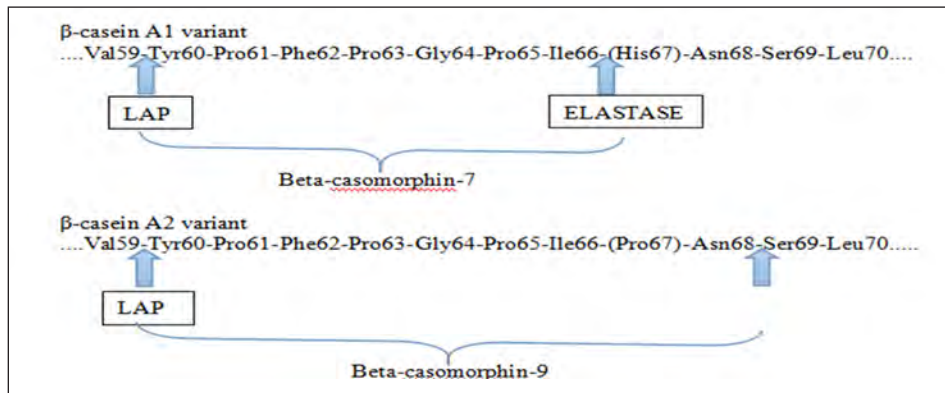 β-casein A1 variant
....Val59-Tyr60-Pro61-Phe62-Pro63-Gly64-Pro65-Ile66-(His67)-Asn68-Ser69-Leu70....
LAP
ELASTASE
Beta-casomorphin-7
β-casein A2 variant
....Val59-Tyr60-Pro61-Phe62-Pro63-Gly64-Pro65-Ile66-(Pro67)-Asn68-Ser69-Leu70.....
LAP
Beta-casomorphin-9